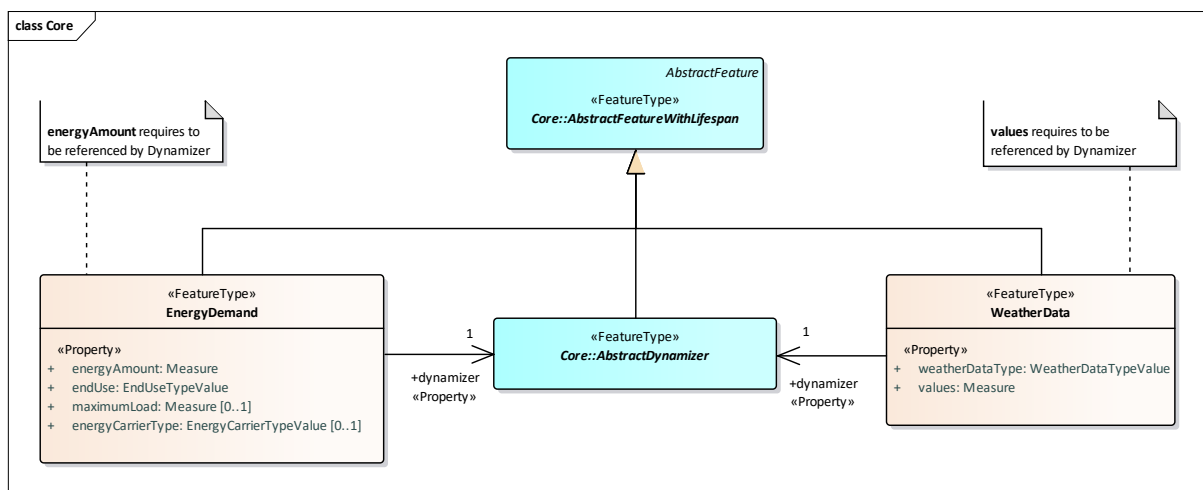 class Core
AbstractFeature
«FeatureType»
Core::AbstractFeatureWithLifespan
energyAmount requires to
be referenced by Dynamizer
values requires to be
referenced by Dynamizer
«FeatureType»
EnergyDemand
«Property»
+ energyAmount: Measure
+ endUse: EndUseTypeValue
+ maximumLoad: Measure [0..1]
+ energyCarrierType: EnergyCarrierTypeValue [0..1]
1
+dynamizer
«Property»
«FeatureType»
Core::AbstractDynamizer
1
+dynamizer
«Property»
«FeatureType»
WeatherData
«Property»
+ weatherDataType: WeatherDataTypeValue
+ values: Measure